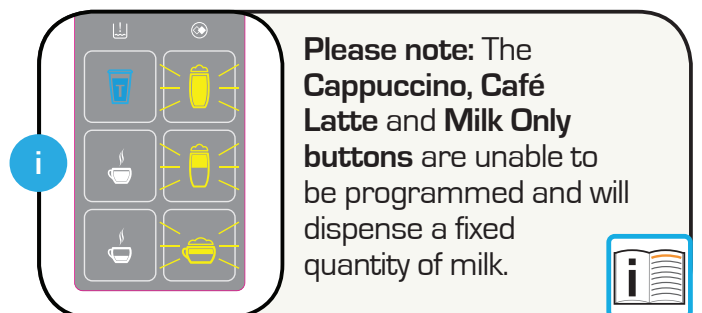 T
i
Please note: The
Cappuccino, Café
Latte and Milk Only
buttons are unable to
be programmed and will
dispense a fixed
quantity of milk.
i